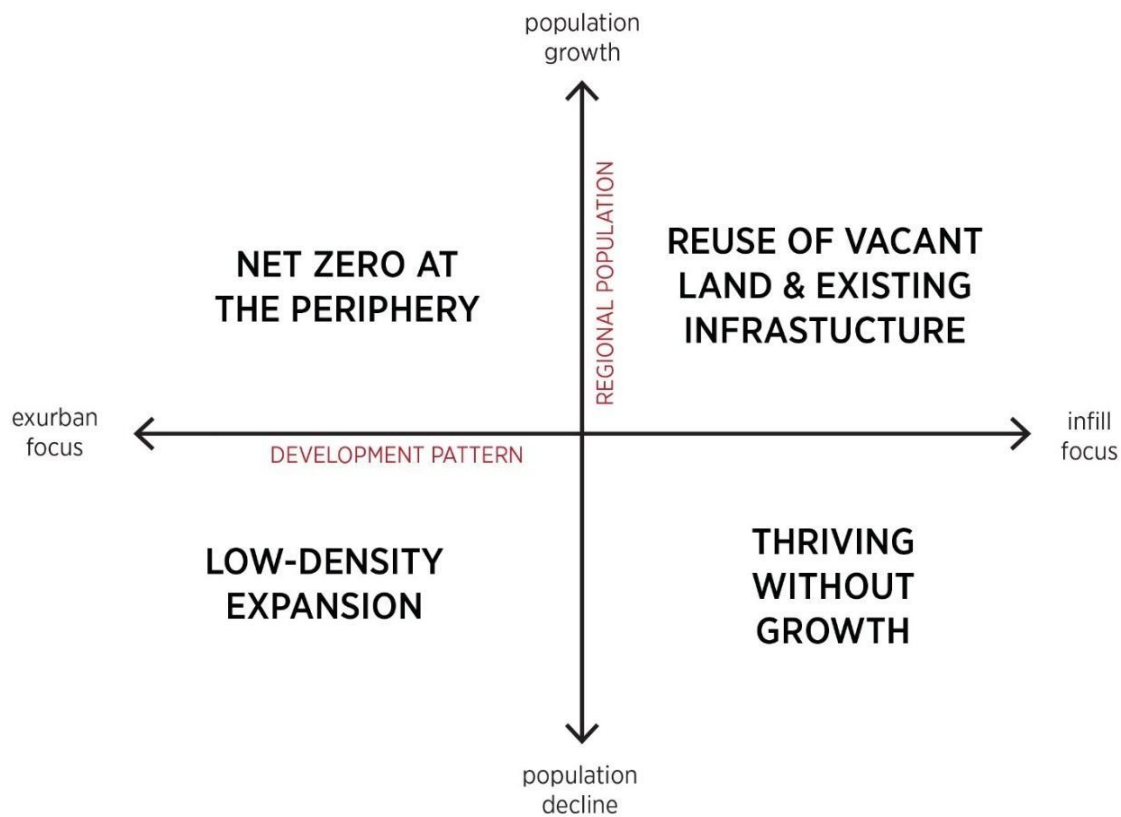 population
growth
REGIONAL POPULATION
NET ZERO AT
THE PERIPHERY
REUSE OF VACANT
LAND & EXISTING
INFRASTUCTURE
exurban
focus
DEVELOPMENT PATTERN
infill
focus
LOW-DENSITY
EXPANSION
THRIVING
WITHOUT
GROWTH
population
decline